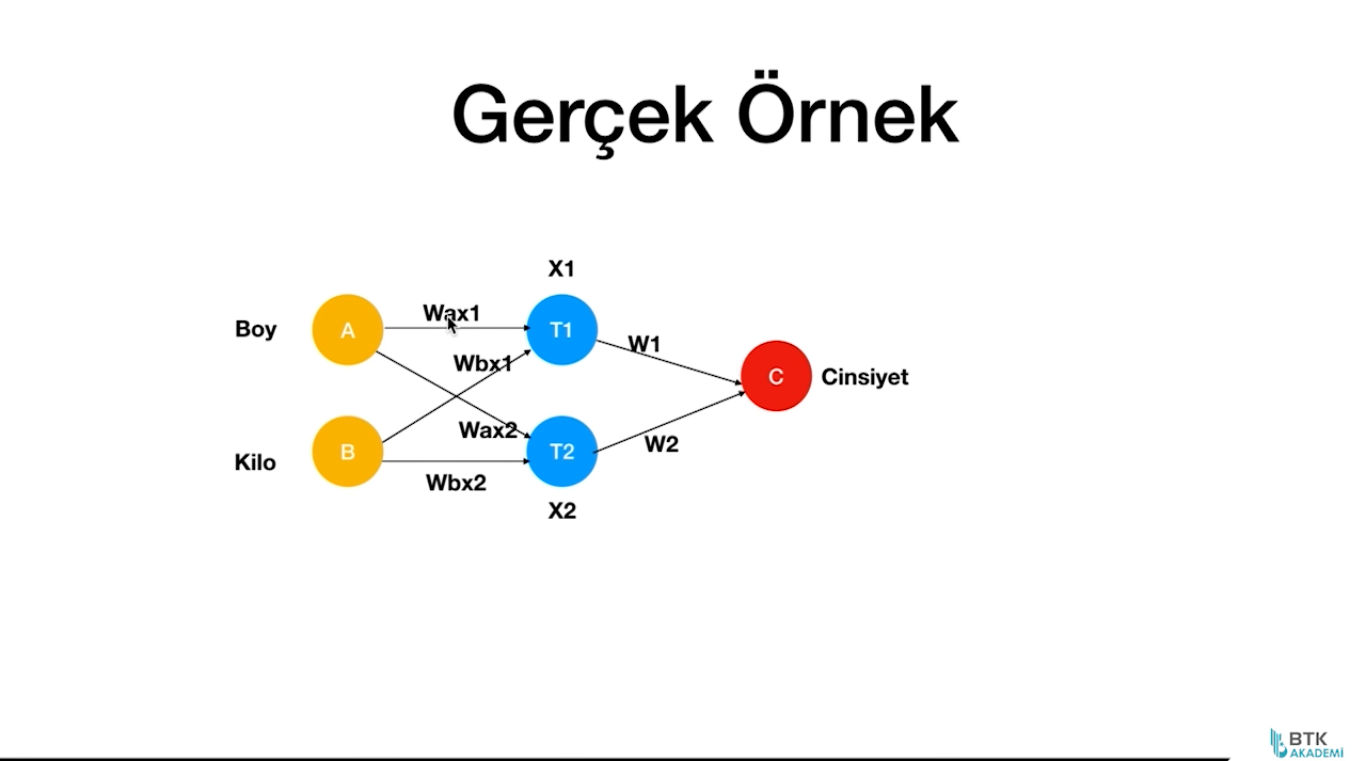 Gerçek Örnek
X1
Boy
A
Wax1
T1
W1
Wbx1
C
Cinsiyet
Kilo
B
Wax2
T2
W2
Wbx2
X2
BTK
AKADEMİ